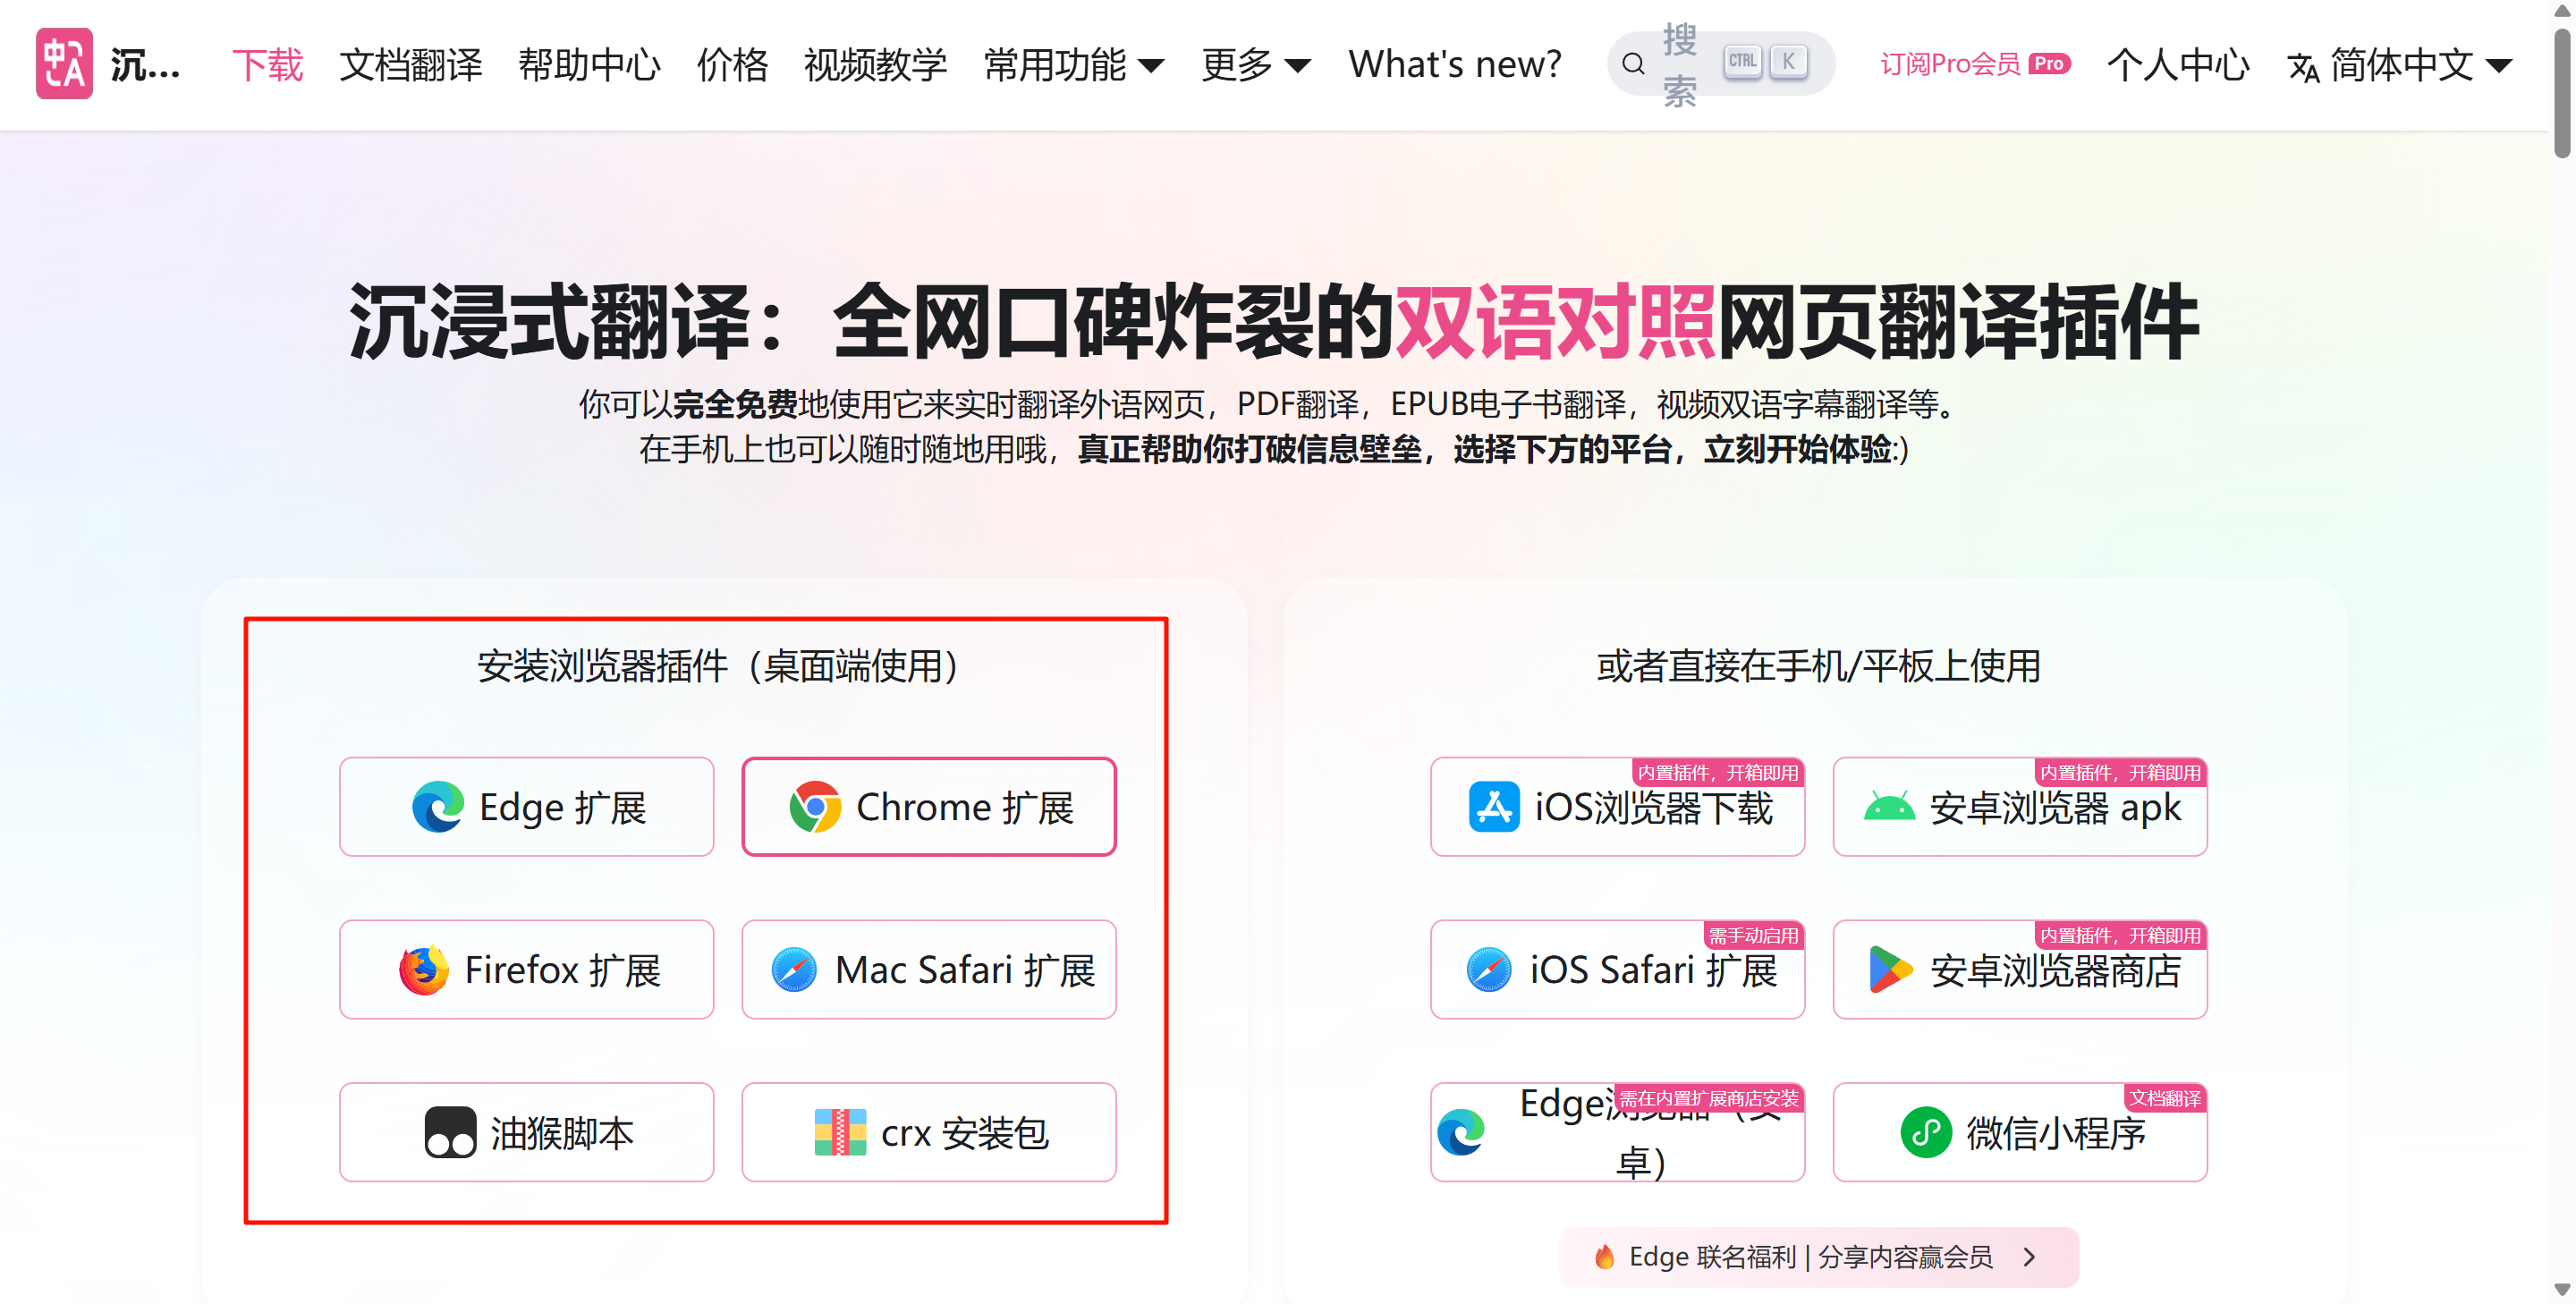 沉...
下载
文档翻译
帮助中心
价格
视频教学
常用功能
更多
What's new?
搜索
CTRL K
订阅Pro会员 Pro
个人中心
简体中文
沉浸式翻译：全网口碑炸裂的双语对照网页翻译插件
你可以完全免费地使用它来实时翻译外语网页，PDF翻译，EPUB电子书翻译，视频双语字幕翻译等。
在手机上也可以随时随地用哦，真正帮助你打破信息壁垒，选择下方的平台，立刻开始体验:)
安装浏览器插件（桌面端使用）
Edge 扩展
Chrome 扩展
Firefox 扩展
Mac Safari 扩展
油猴脚本
crx 安装包
或者直接在手机/平板上使用
内置插件，开箱即用
iOS浏览器下载
内置插件，开箱即用
安卓浏览器 apk
需手动启用
iOS Safari 扩展
内置插件，开箱即用
安卓浏览器商店
需在内置扩展商店安装
Edge浏览器（安
卓）
文档翻译
微信小程序
Edge 联名福利 | 分享内容赢会员